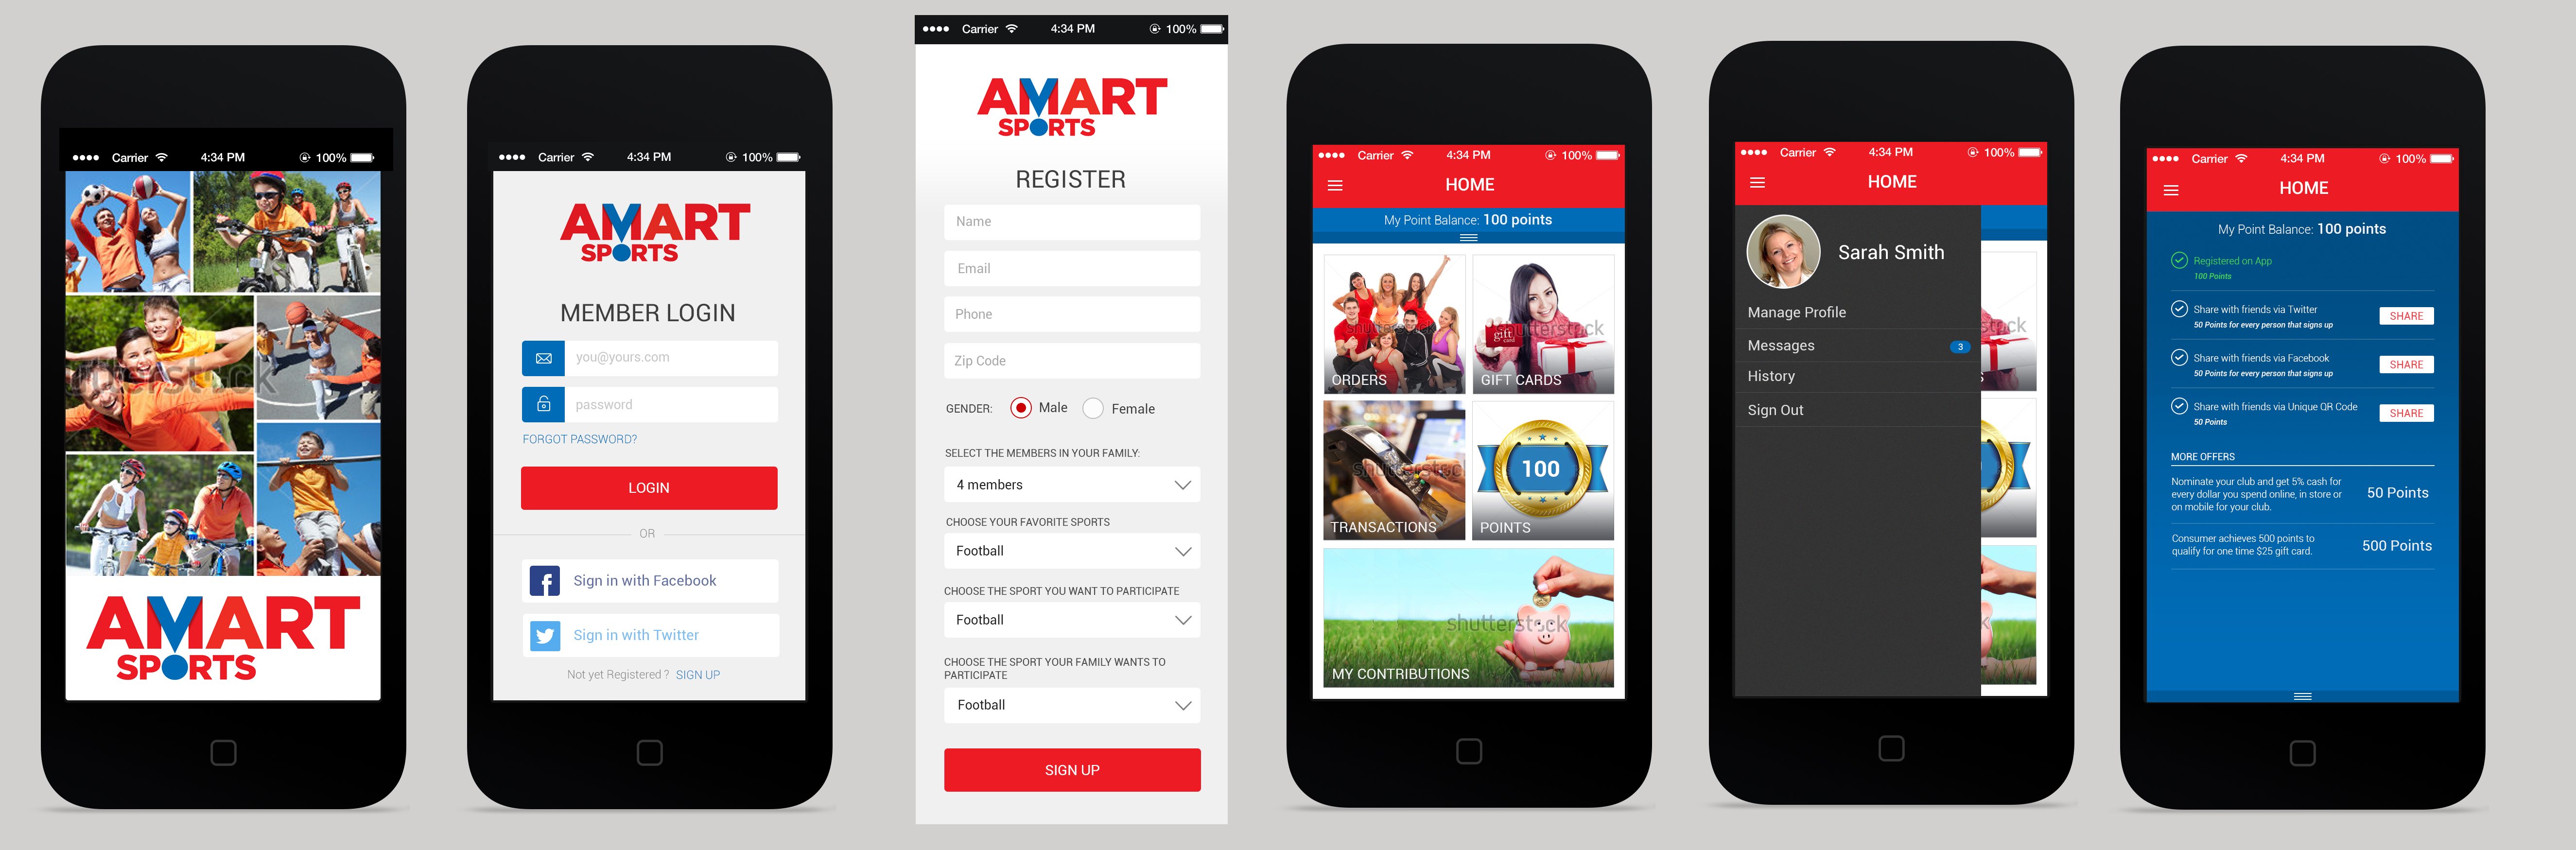 Carrier 4:34 PM 100%
shutterstock
AMART
SPORTS
Carrier 4:34 PM 100%
AMART
SPORTS
MEMBER LOGIN
you@yours.com
password
FORGOT PASSWORD?
LOGIN
OR
Sign in with Facebook
Sign in with Twitter
Not yet Registered ? SIGN UP
Carrier 4:34 PM 100%
AMART
SPORTS
REGISTER
Name
Email
Phone
Zip Code
GENDER: Male Female
SELECT THE MEMBERS IN YOUR FAMILY:
4 members
CHOOSE YOUR FAVORITE SPORTS
Football
CHOOSE THE SPORT YOU WANT TO PARTICIPATE
Football
CHOOSE THE SPORT YOUR FAMILY WANTS TO
PARTICIPATE
Football
SIGN UP
Carrier 4:34 PM 100%
HOME
My Point Balance: 100 points
shutterstock
shutterstock
gift
card
ORDERS
GIFT CARDS
shutterstock
100
TRANSACTIONS
POINTS
shutterstock
MY CONTRIBUTIONS
Carrier 4:34 PM 100%
HOME
Sarah Smith
Manage Profile
Messages 3
stock
History
S
Sign Out
Carrier 4:34 PM 100%
HOME
My Point Balance: 100 points
Registered on App
100 Points
Share with friends via Twitter
50 Points for every person that signs up
SHARE
Share with friends via Facebook
50 Points for every person that signs up
SHARE
Share with friends via Unique QR Code
50 Points
SHARE
MORE OFFERS
Nominate your club and get 5% cash for
every dollar you spend online, in store or
on mobile for your club.
50 Points
Consumer achieves 500 points to
qualify for one time $25 gift card.
500 Points